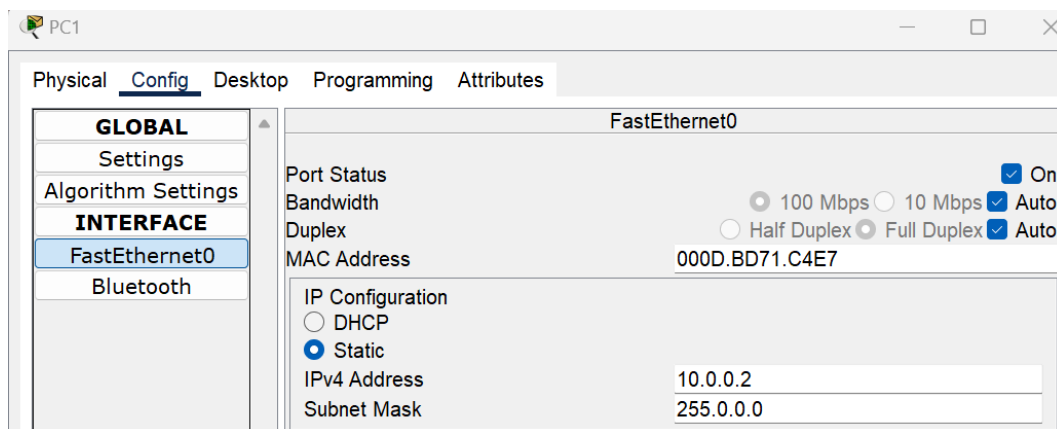 PC1
Physical Config Desktop Programming Attributes
GLOBAL
Settings
Algorithm Settings
INTERFACE
FastEthernet0
Bluetooth
FastEthernet0
Port Status On
Bandwidth 100 Mbps 10 Mbps Auto
Duplex Half Duplex Full Duplex Auto
MAC Address 000D.BD71.C4E7
IP Configuration
DHCP
Static
IPv4 Address 10.0.0.2
Subnet Mask 255.0.0.0